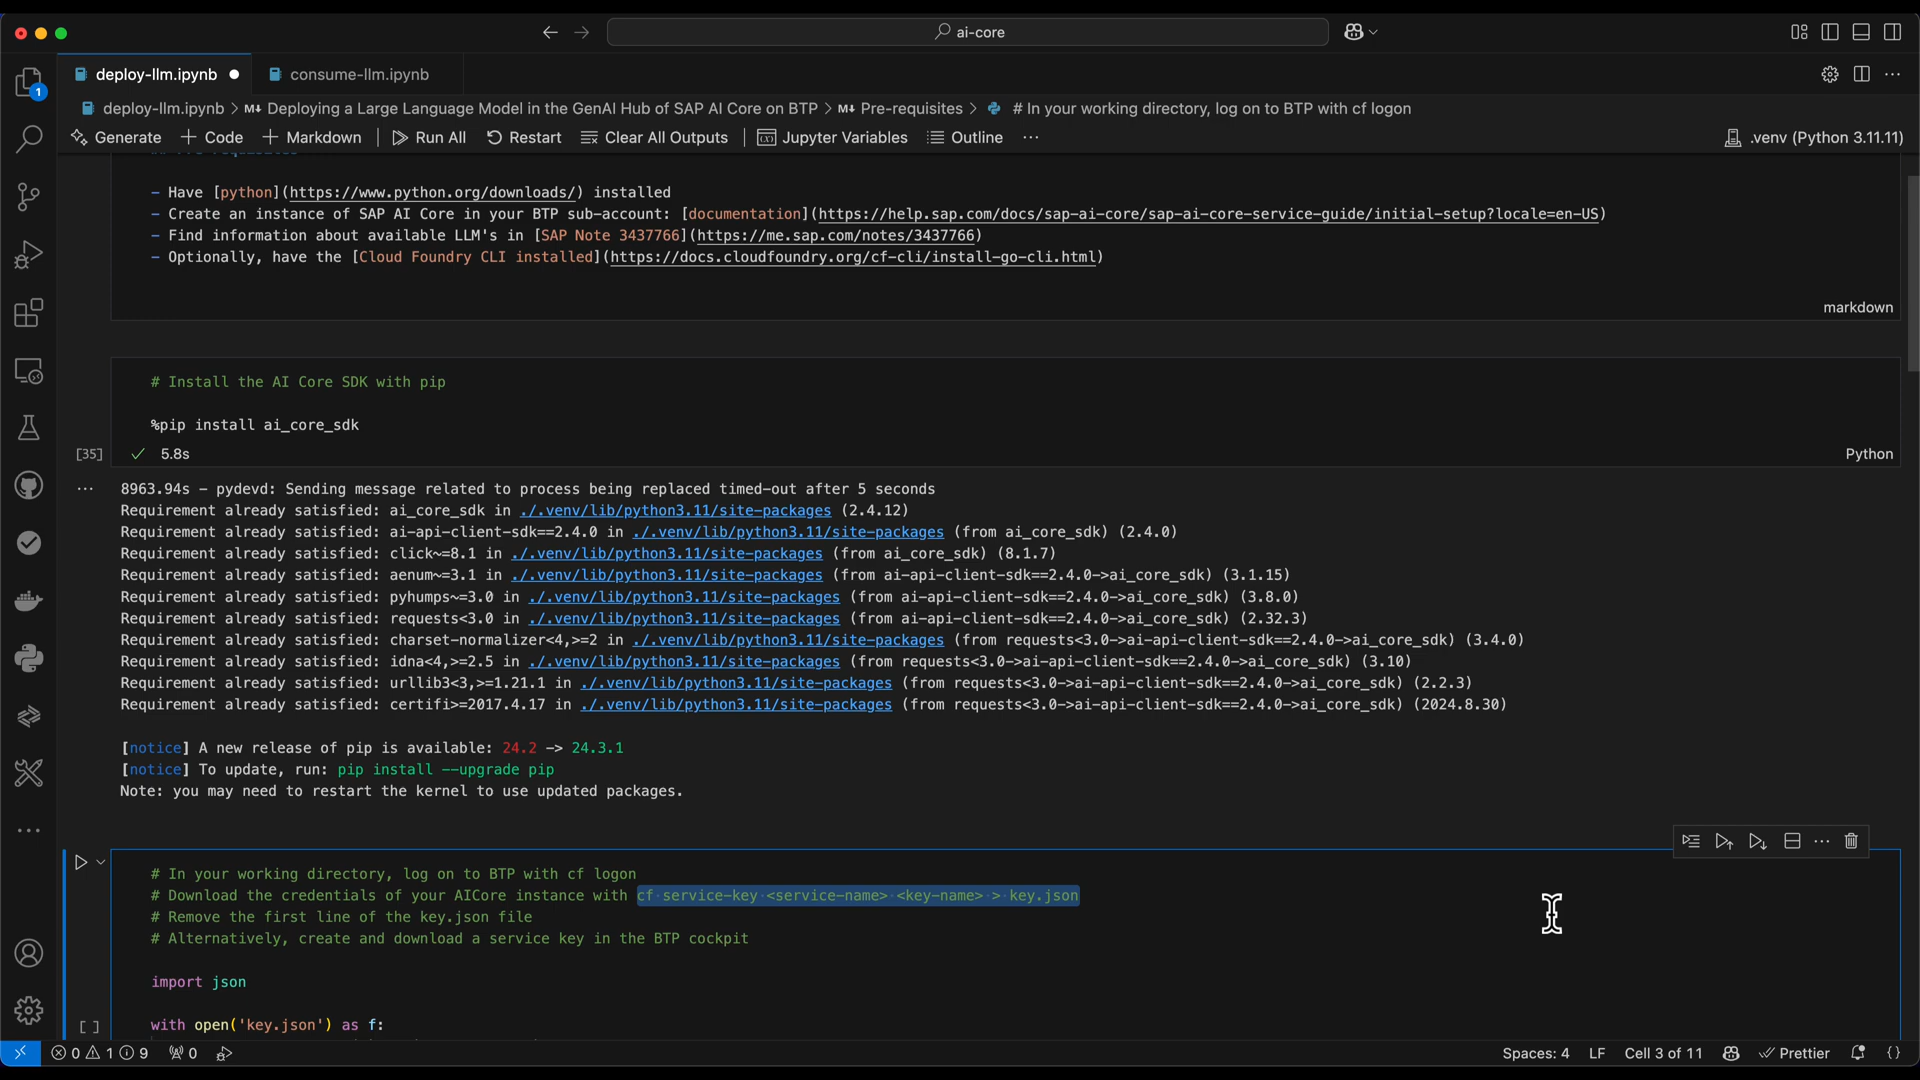 ai-core
deploy-llm.ipynb
consume-llm.ipynb
deploy-llm.ipynb > M↓ Deploying a Large Language Model in the GenAI Hub of SAP AI Core on BTP > M↓ Pre-requisites > # In your working directory, log on to BTP with cf logon
Generate + Code + Markdown Run All Restart Clear All Outputs Jupyter Variables Outline ··· .venv (Python 3.11.11)
- Have [python](https://www.python.org/downloads/) installed
- Create an instance of SAP AI Core in your BTP sub-account: [documentation](https://help.sap.com/docs/sap-ai-core/sap-ai-core-service-guide/initial-setup?locale=en-US)
- Find information about available LLM's in [SAP Note 3437766](https://me.sap.com/notes/3437766)
- Optionally, have the [Cloud Foundry CLI installed](https://docs.cloudfoundry.org/cf-cli/install-go-cli.html)
markdown
# Install the AI Core SDK with pip
%pip install ai_core_sdk
[35] ✓ 5.8s Python
... 8963.94s - pydevd: Sending message related to process being replaced timed-out after 5 seconds
Requirement already satisfied: ai_core_sdk in ./.venv/lib/python3.11/site-packages (2.4.12)
Requirement already satisfied: ai-api-client-sdk==2.4.0 in ./.venv/lib/python3.11/site-packages (from ai_core_sdk) (2.4.0)
Requirement already satisfied: click~=8.1 in ./.venv/lib/python3.11/site-packages (from ai_core_sdk) (8.1.7)
Requirement already satisfied: aenum~=3.1 in ./.venv/lib/python3.11/site-packages (from ai-api-client-sdk==2.4.0->ai_core_sdk) (3.1.15)
Requirement already satisfied: pyhumps~=3.0 in ./.venv/lib/python3.11/site-packages (from ai-api-client-sdk==2.4.0->ai_core_sdk) (3.8.0)
Requirement already satisfied: requests<3.0 in ./.venv/lib/python3.11/site-packages (from ai-api-client-sdk==2.4.0->ai_core_sdk) (2.32.3)
Requirement already satisfied: charset-normalizer<4,>=2 in ./.venv/lib/python3.11/site-packages (from requests<3.0->ai-api-client-sdk==2.4.0->ai_core_sdk) (3.4.0)
Requirement already satisfied: idna<4,>=2.5 in ./.venv/lib/python3.11/site-packages (from requests<3.0->ai-api-client-sdk==2.4.0->ai_core_sdk) (3.10)
Requirement already satisfied: urllib3<3,>=1.21.1 in ./.venv/lib/python3.11/site-packages (from requests<3.0->ai-api-client-sdk==2.4.0->ai_core_sdk) (2.2.3)
Requirement already satisfied: certifi>=2017.4.17 in ./.venv/lib/python3.11/site-packages (from requests<3.0->ai-api-client-sdk==2.4.0->ai_core_sdk) (2024.8.30)
[notice] A new release of pip is available: 24.2 -> 24.3.1
[notice] To update, run: pip install --upgrade pip
Note: you may need to restart the kernel to use updated packages.
# In your working directory, log on to BTP with cf logon
# Download the credentials of your AICore instance with cf service-key <service-name> <key-name> > key.json
# Remove the first line of the key.json file
# Alternatively, create and download a service key in the BTP cockpit
import json
[ ] with open('key.json') as f:
0 1 9 0 Spaces: 4 LF Cell 3 of 11 Prettier {}
1